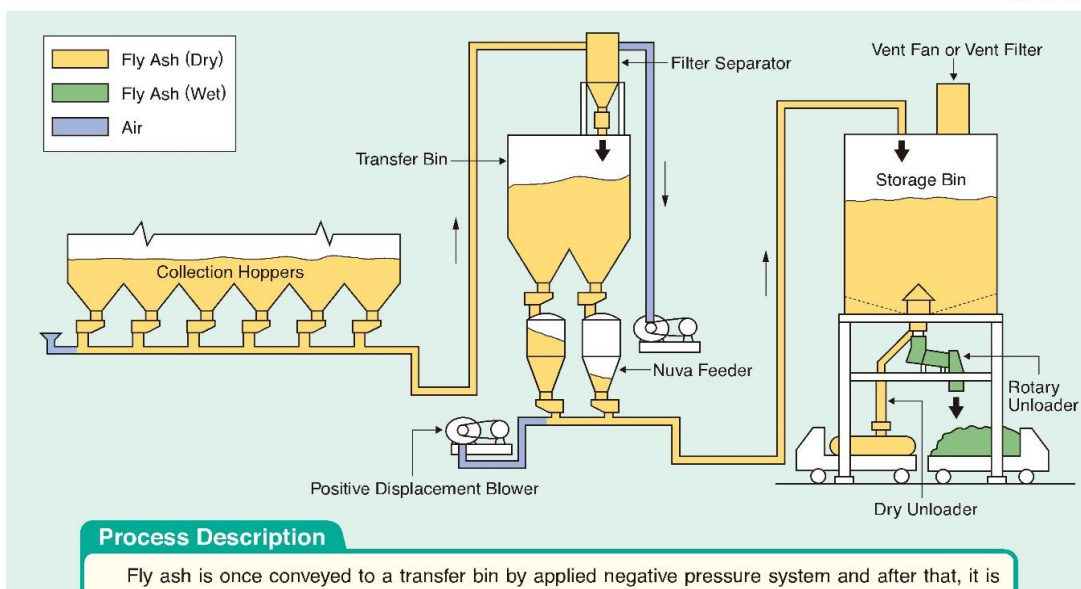 Fly Ash (Dry)
Fly Ash (Wet)
Air
Filter Separator
Vent Fan or Vent Filter
Transfer Bin
Storage Bin
Collection Hoppers
Nuva Feeder
Rotary
Unloader
Positive Displacement Blower
Dry Unloader
Process Description
Fly ash is once conveyed to a transfer bin by applied negative pressure system and after that, it is